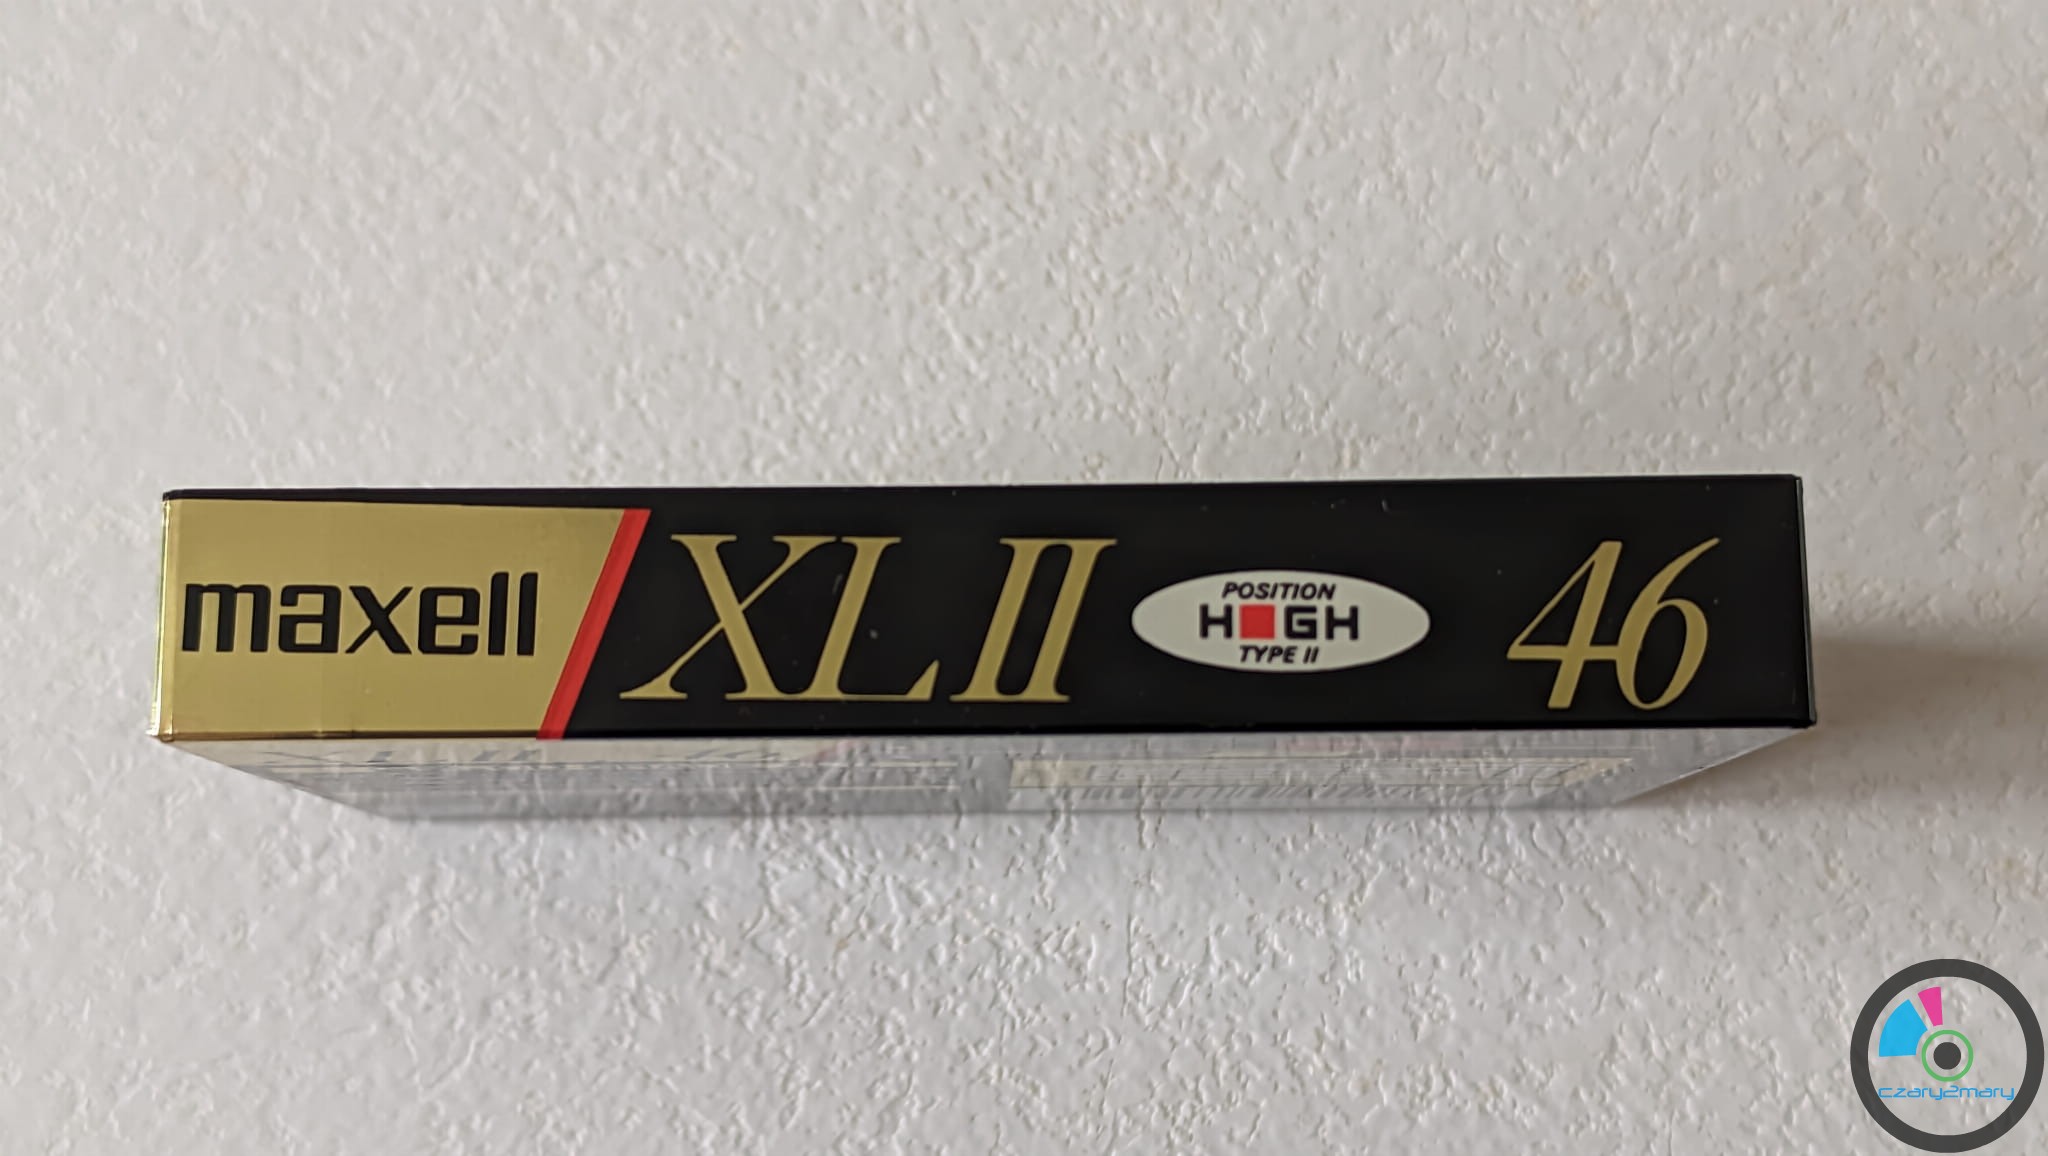 maxell XLII POSITION HIGH TYPE II 46
czary2mary